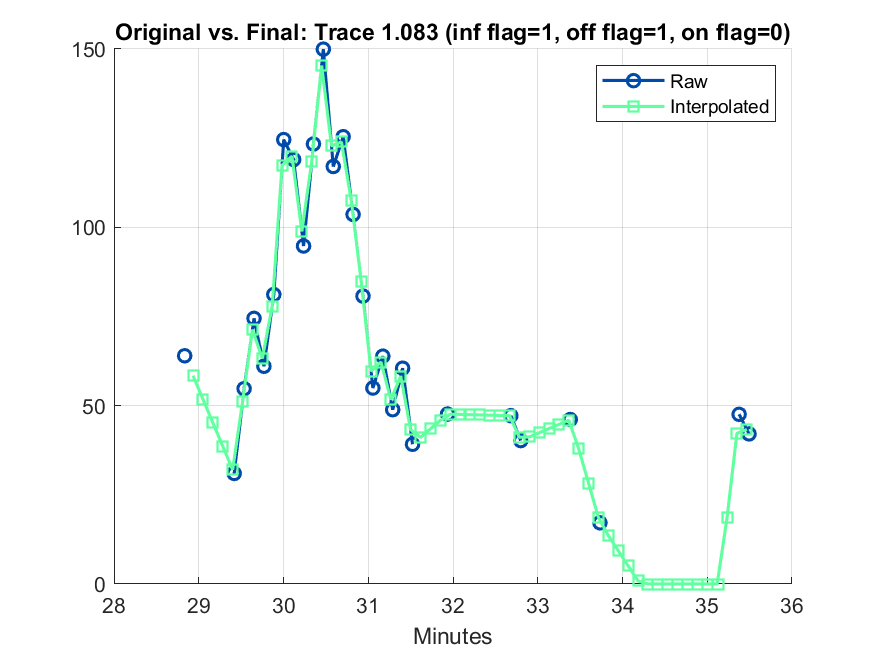 Original vs. Final: Trace 1.083 (inf flag=1, off flag=1, on flag=0)
150
100
50
0
28 29 30 31 32 33 34 35 36
Minutes
Raw
Interpolated